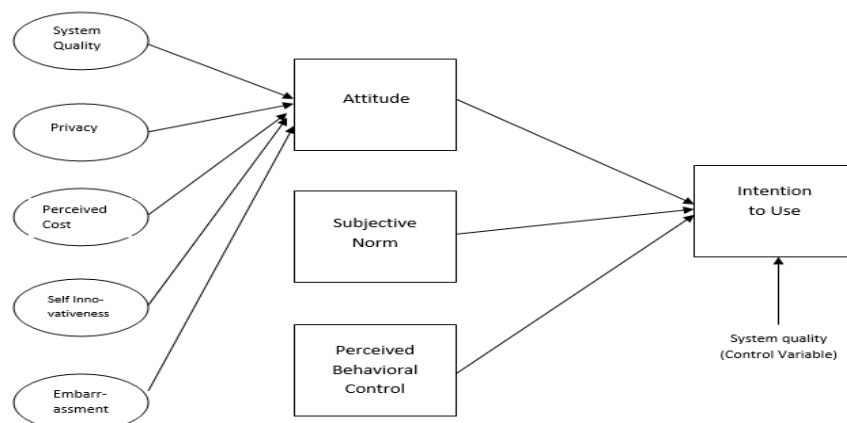 System
Quality
Privacy
Perceived
Cost
Self Inno-
vativeness
Embarr-
assment
Attitude
Subjective
Norm
Perceived
Behavioral
Control
Intention
to Use
System quality
(Control Variable)